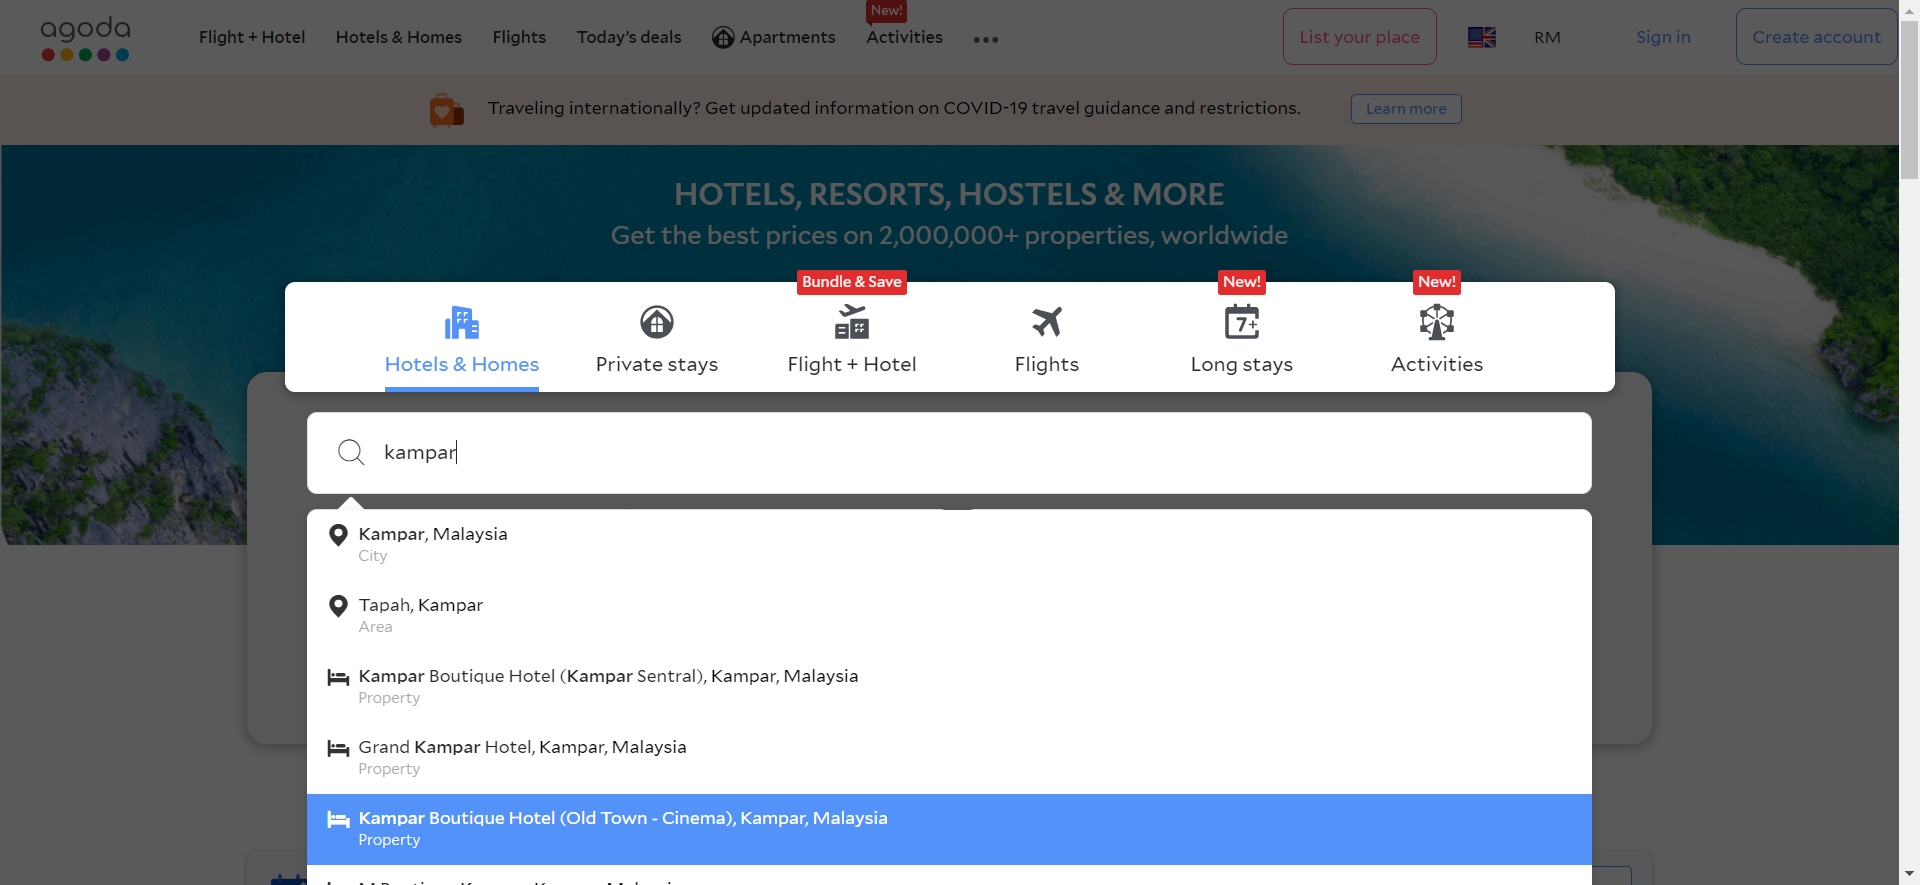 agoda
Flight + Hotel
Hotels & Homes
Flights
Today's deals
Apartments
New!
Activities
List your place
RM
Sign in
Create account
Traveling internationally? Get updated information on COVID-19 travel guidance and restrictions.
Learn more
HOTELS, RESORTS, HOSTELS & MORE
Get the best prices on 2,000,000+ properties, worldwide
Hotels & Homes
Private stays
Bundle & Save
Flight + Hotel
Flights
New!
7+
Long stays
New!
Activities
kampar
Kampar, Malaysia
City
Tapah, Kampar
Area
Kampar Boutique Hotel (Kampar Sentral), Kampar, Malaysia
Property
Grand Kampar Hotel, Kampar, Malaysia
Property
Kampar Boutique Hotel (Old Town - Cinema), Kampar, Malaysia
Property